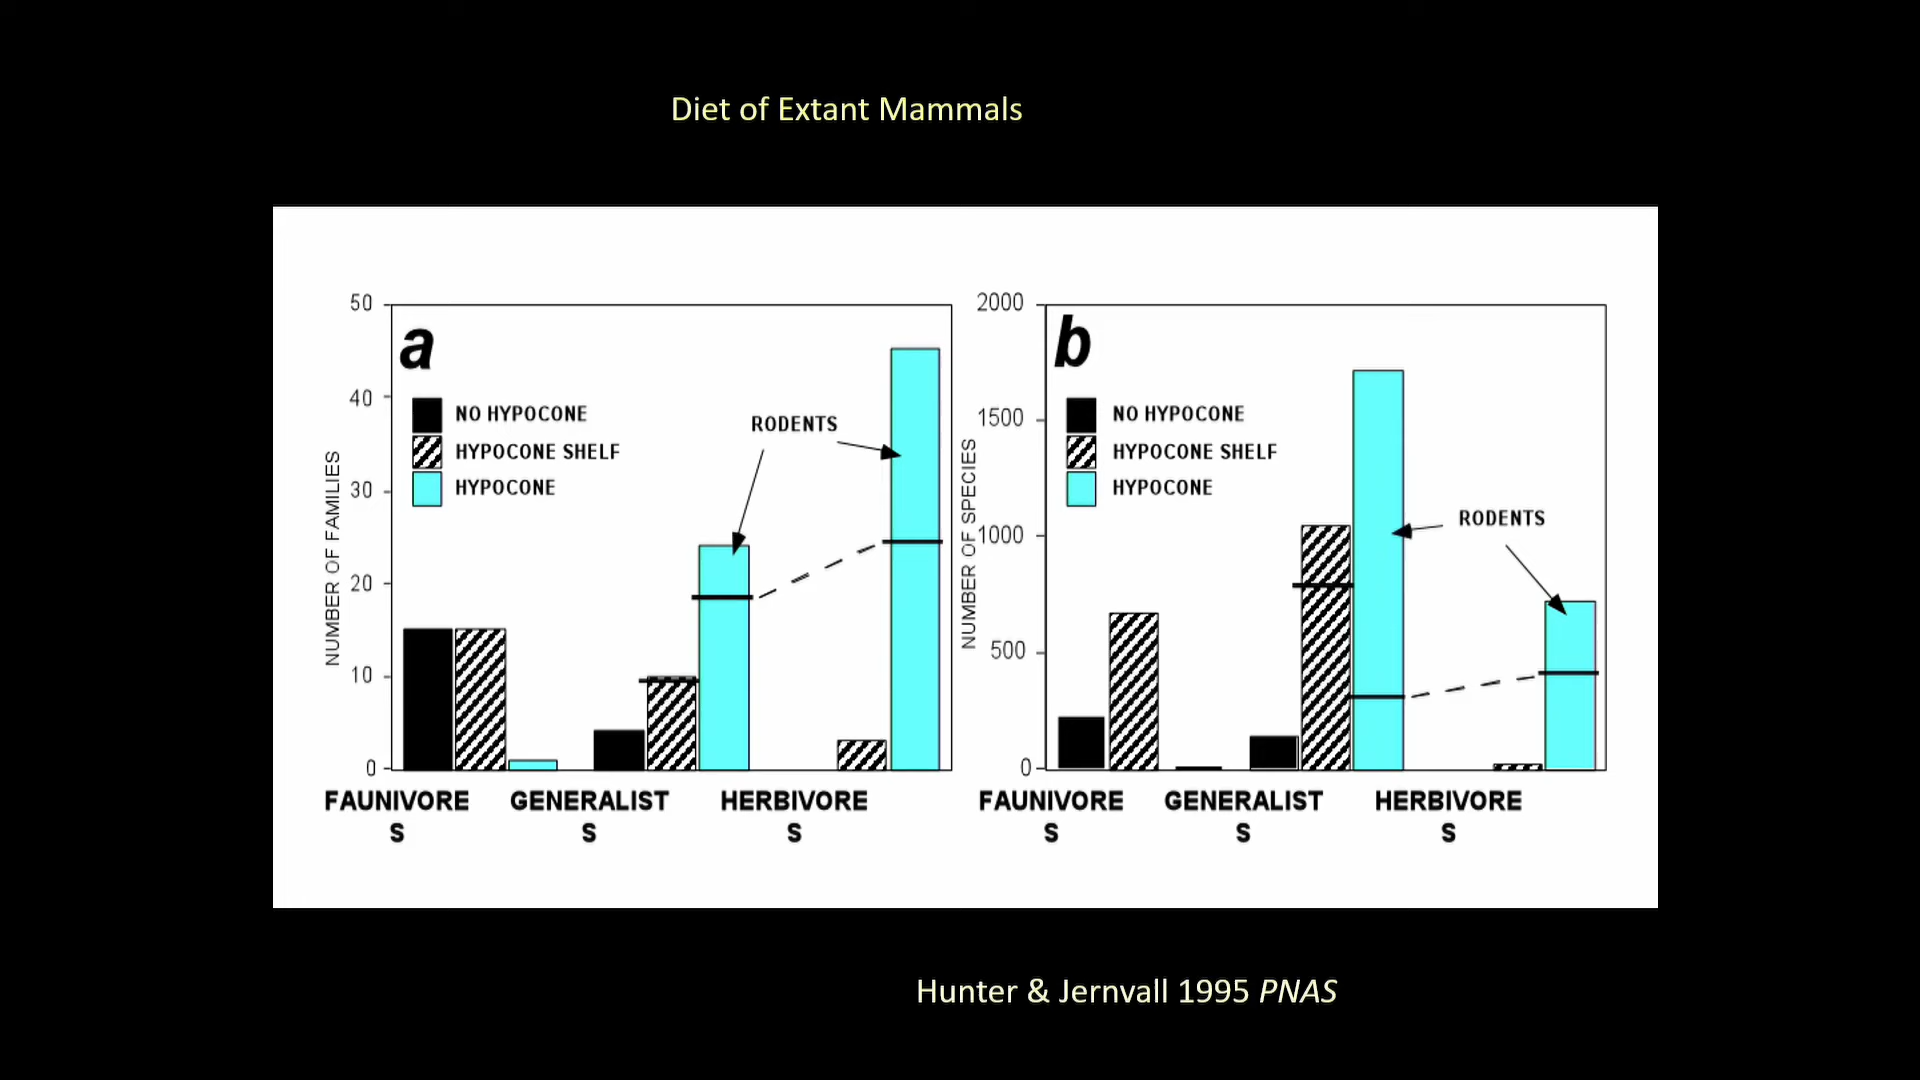 Diet of Extant Mammals
50
40
30
20
10
0
NUMBER OF FAMILIES
a
NO HYPOCONE
HYPOCONE SHELF
HYPOCONE
RODENTS
FAUNIVORE
S
GENERALIST
S
HERBIVORE
S
2000
1500
1000
500
0
NUMBER OF SPECIES
b
NO HYPOCONE
HYPOCONE SHELF
HYPOCONE
RODENTS
FAUNIVORE
S
GENERALIST
S
HERBIVORE
S
Hunter & Jernvall 1995 PNAS